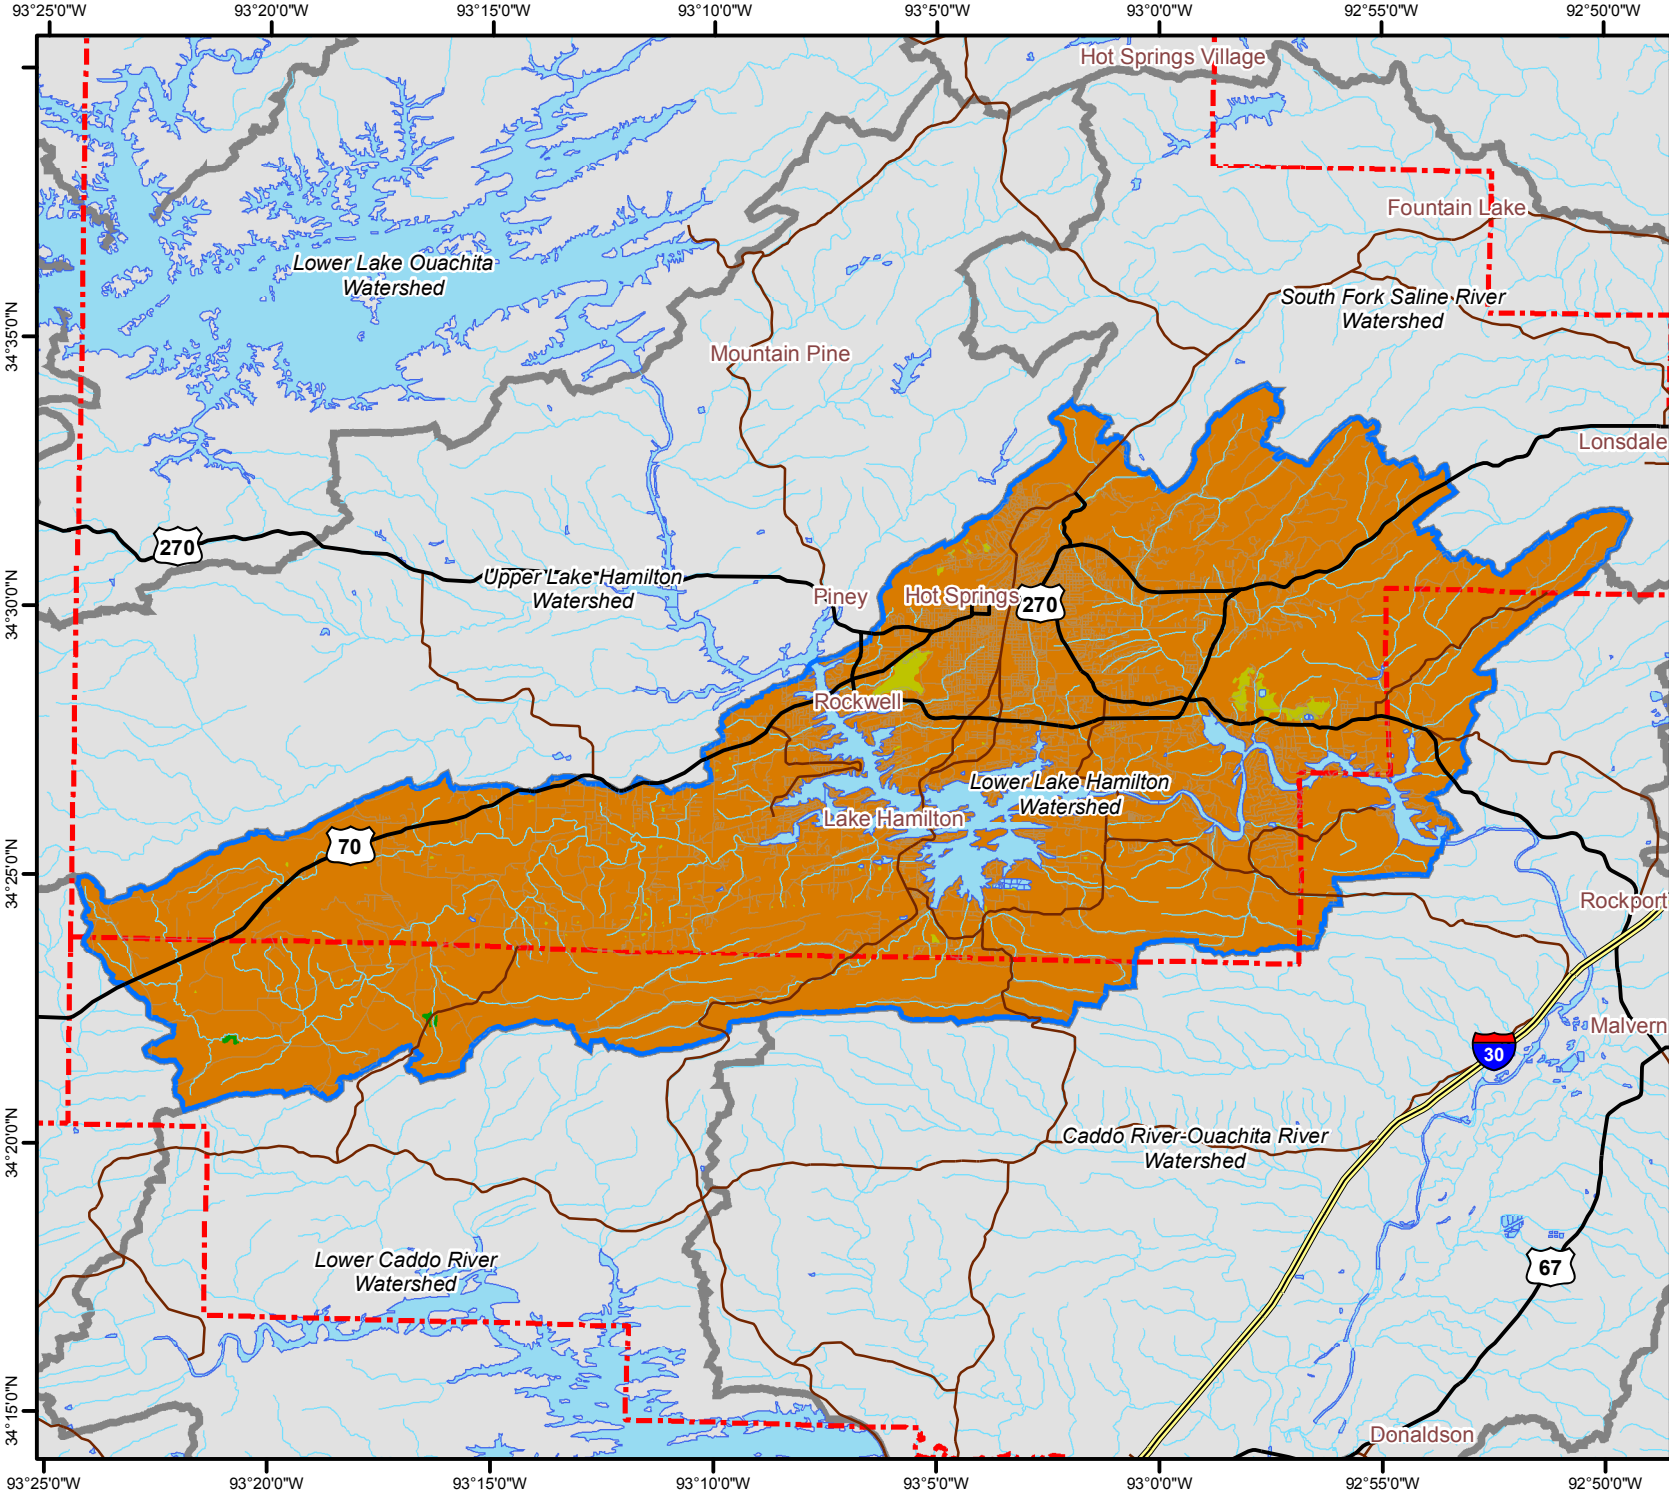 93°25'0"W 93°20'0"W 93°15'0"W 93°10'0"W 93°5'0"W 93°0'0"W 92°55'0"W 92°50'0"W
Hot Springs Village
Fountain Lake
Lower Lake Ouachita
Watershed
South Fork Saline River
Watershed
34°35'0"N
Mountain Pine
Lonsdale
270
Upper Lake Hamilton
Watershed
34°30'0"N
Piney
Hot Springs
270
Rockwell
Lower Lake Hamilton
Watershed
Lake Hamilton
70
34°25'0"N
Rockport
Malvern
30
34°20'0"N
Caddo River-Ouachita River
Watershed
Lower Caddo River
Watershed
67
34°15'0"N
Donaldson
93°25'0"W 93°20'0"W 93°15'0"W 93°10'0"W 93°5'0"W 93°0'0"W 92°55'0"W 92°50'0"W